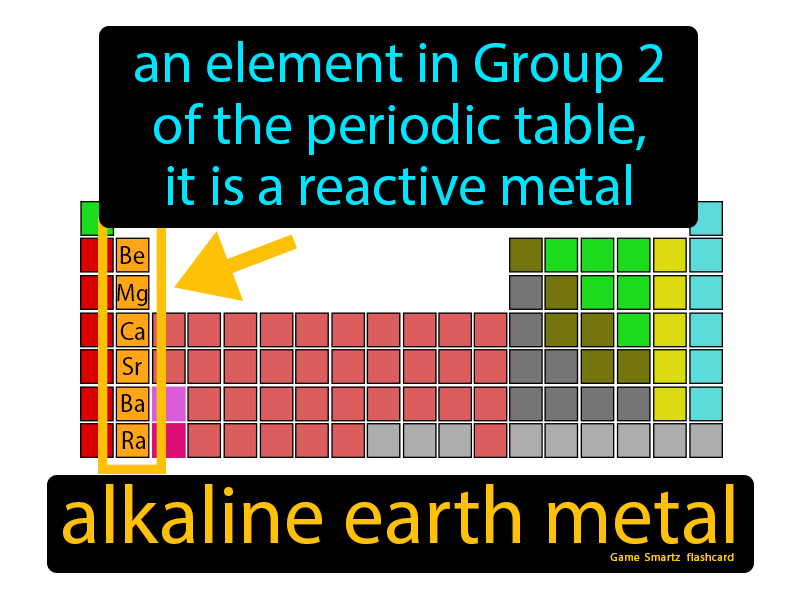 an element in Group 2
of the periodic table,
it is a reactive metal
Be
Mg
Ca
Sr
Ba
Ra
alkaline earth metal
Game Smartz flashcard